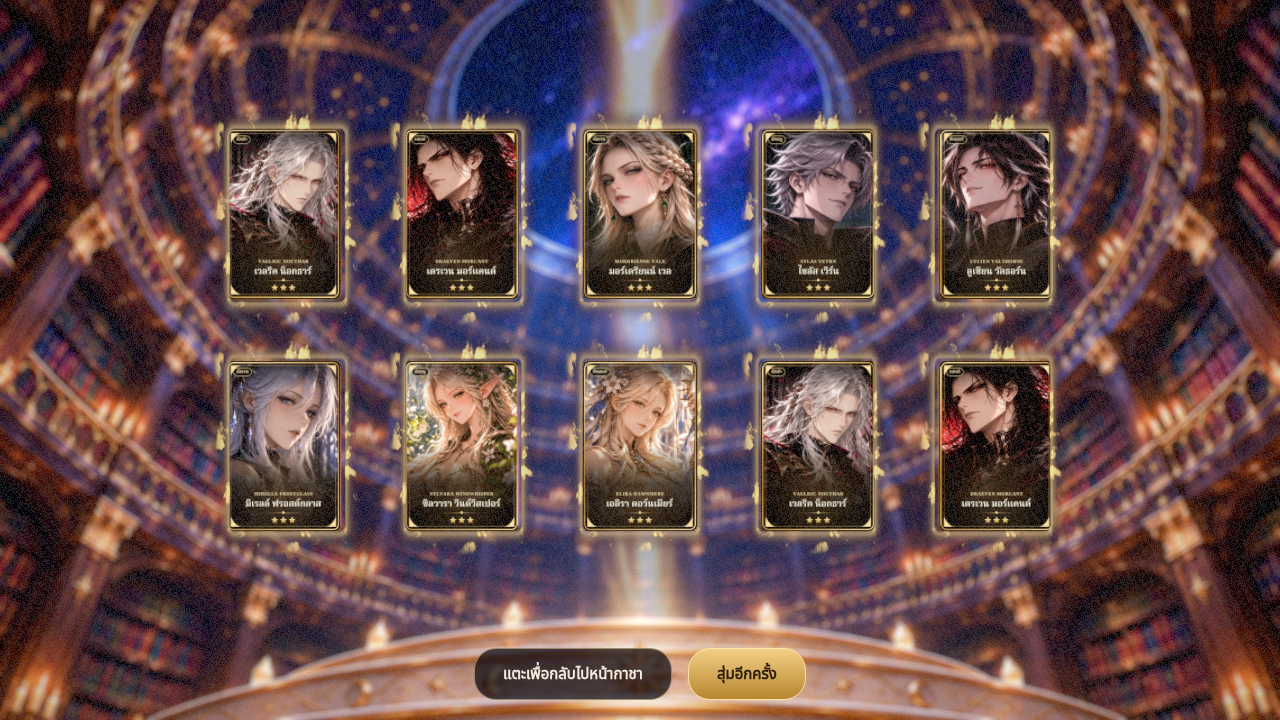 VAELRIC NOCTHAR
เวลริค น็อกธาร์
DRAEVEN MORCANT
เดรเวน มอร์แคนต์
MORDRIENNE VALE
มอร์เดรียนน์ เวล
SYLAS VEYRN
ไซลัส เวิร์น
LUCIEN VALTHORNE
ลูเซียน วัลธอร์น
MIRELLE FROSTGLASS
มิเรลล์ ฟรอสต์กลาส
SYLVARA WINDWHISPER
ซิลวารา วินด์วิสเปอร์
ELIRA DAWNMERE
เอลิรา ดอว์นเมียร์
VAELRIC NOCTHAR
เวลริค น็อกธาร์
DRAEVEN MORCANT
เดรเวน มอร์แคนต์
แตะเพื่อกลับไปหน้ากาชา
สุ่มอีกครั้ง